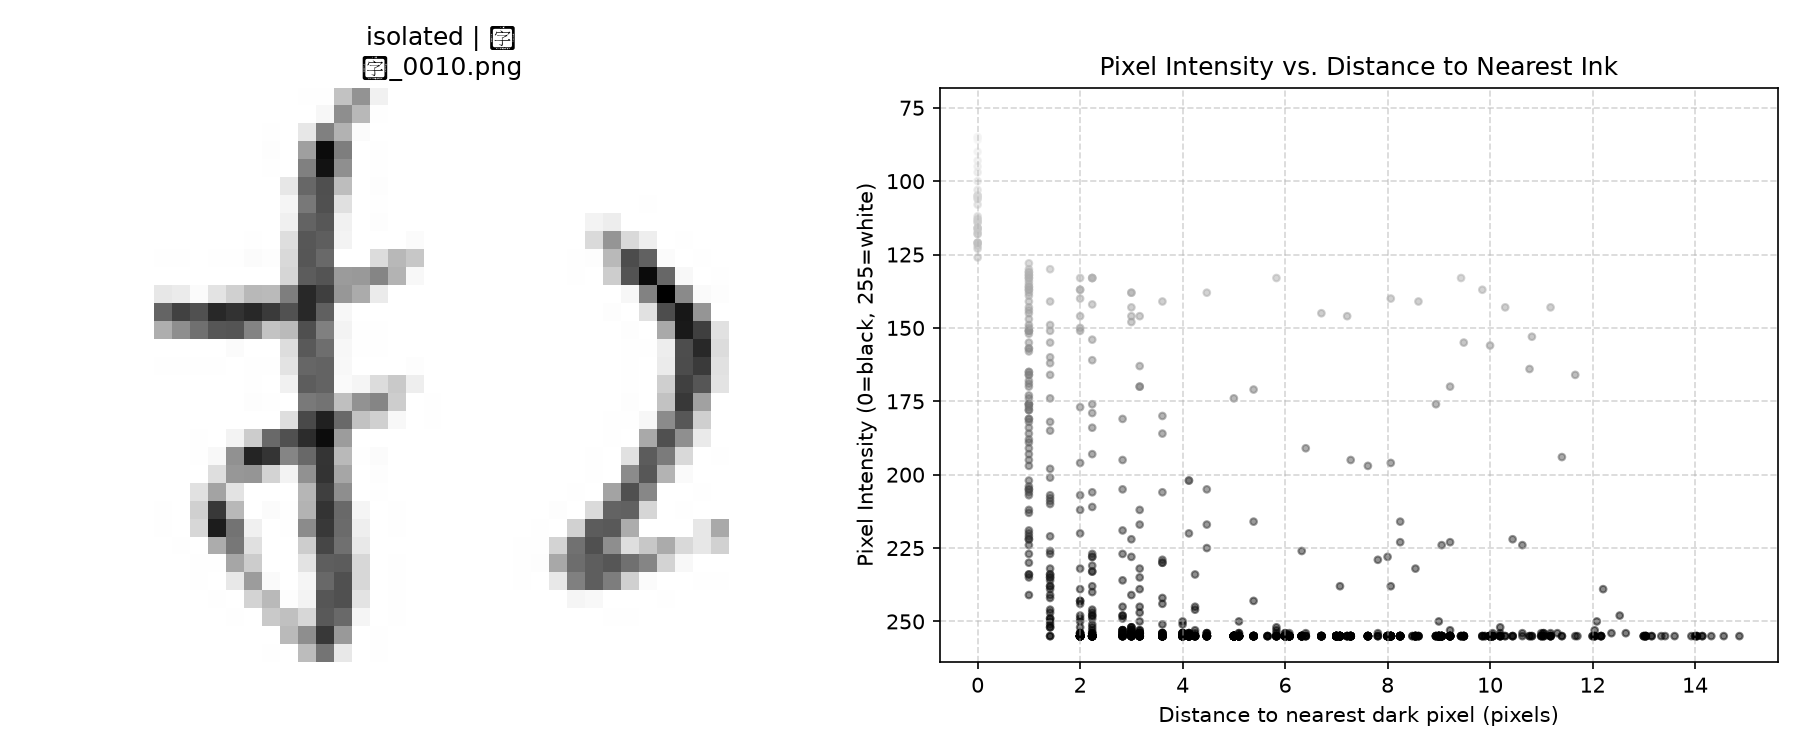 isolated |
_0010.png
Pixel Intensity vs. Distance to Nearest Ink
Pixel Intensity (0=black, 255=white)
75
100
125
150
175
200
225
250
0 2 4 6 8 10 12 14
Distance to nearest dark pixel (pixels)